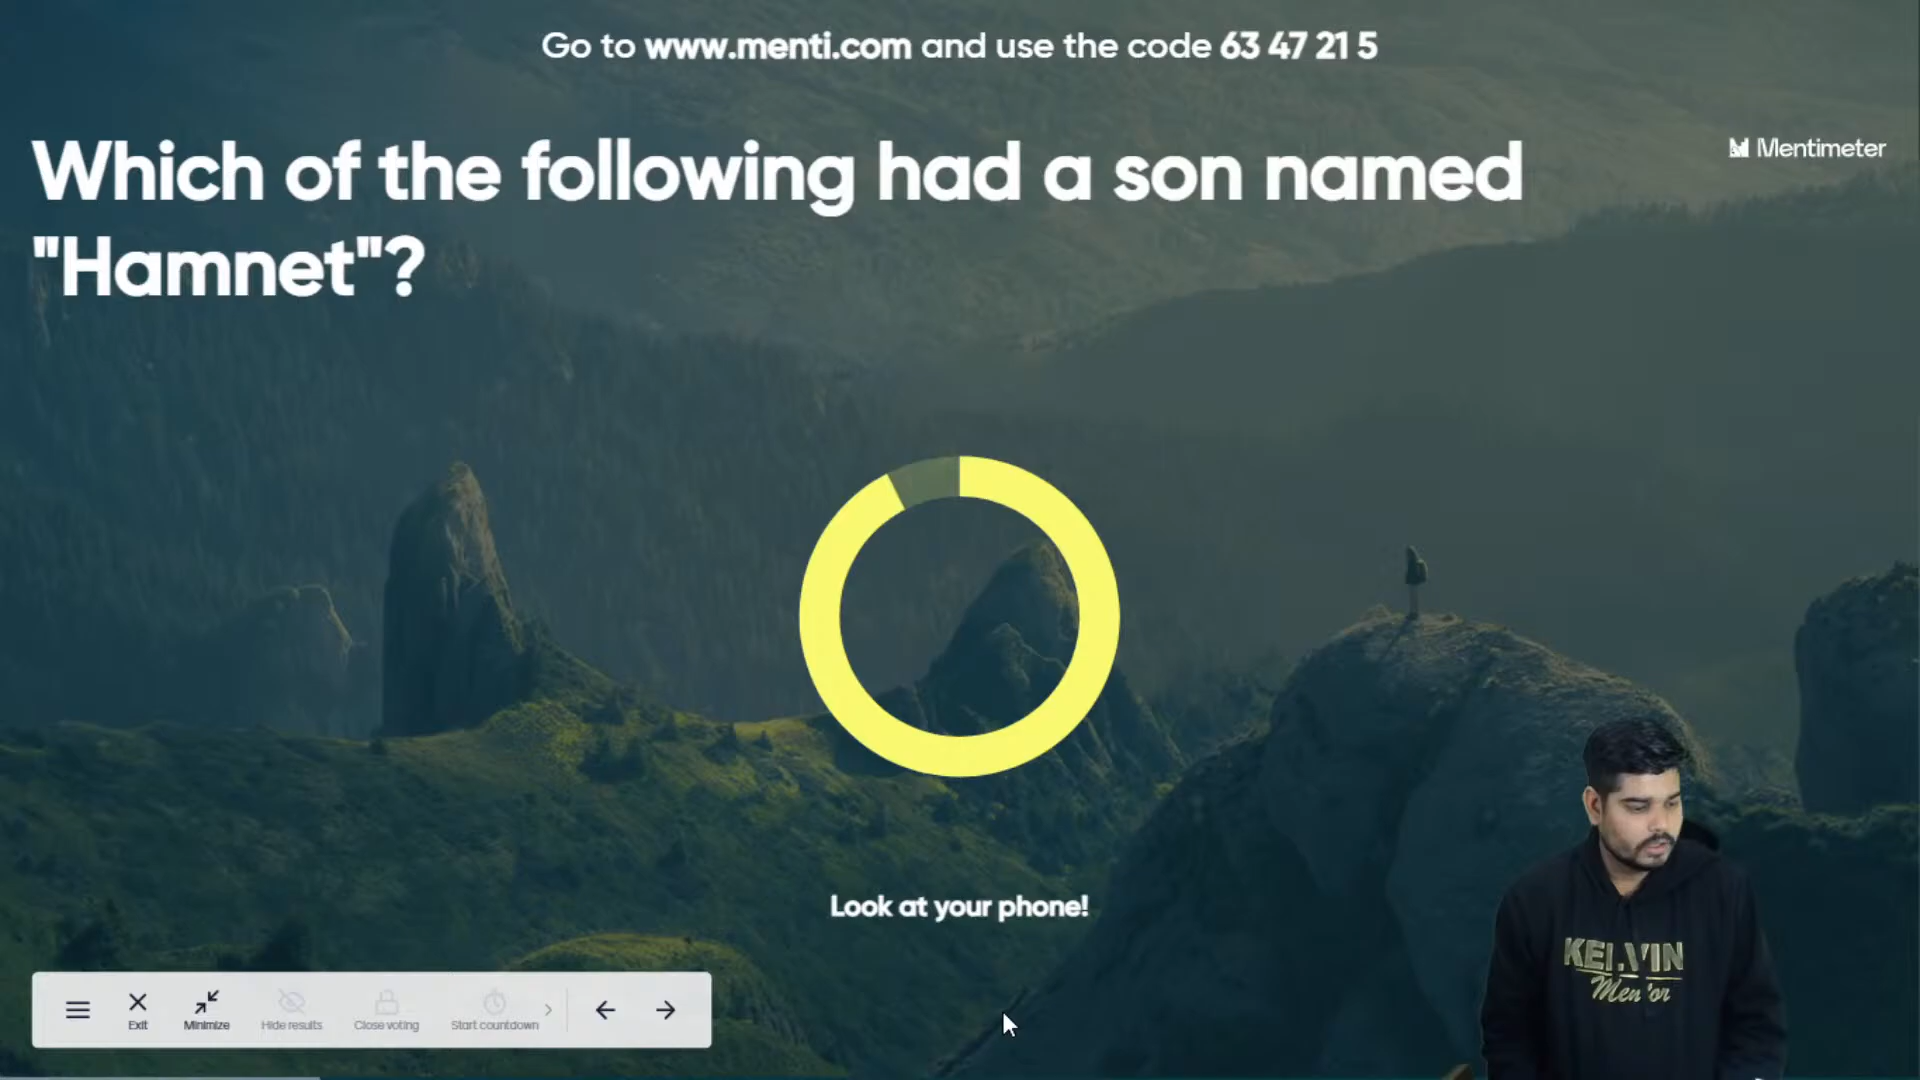 Go to www.menti.com and use the code 63 47 21 5
Mentimeter
Which of the following had a son named
"Hamnet"?
Look at your phone!
Exit
Minimize
Hide results
Close voting
Start countdown
KELVIN
Mentor